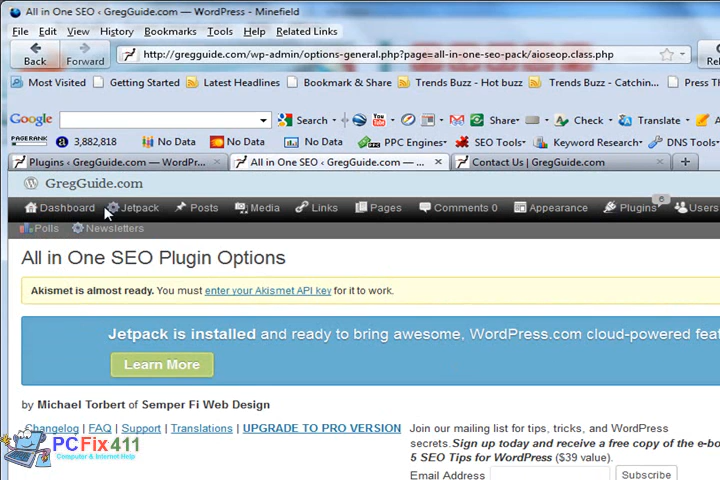 All in One SEO ‹ GregGuide.com — WordPress - Minefield
File Edit View History Bookmarks Tools Help Related Links
Back Forward http://gregguide.com/wp-admin/options-general.php?page=all-in-one-seo-pack/aioseop.class.php
Most Visited Getting Started Latest Headlines Bookmark & Share Trends Buzz - Hot buzz Trends Buzz - Catchin... Press Th
Google Search Share Check Translate
PAGERANK 3,882,818 No Data No Data No Data PPC Engines SEO Tools Keyword Research DNS Tools
Plugins ‹ GregGuide.com — WordPr... All in One SEO ‹ GregGuide.com — ... Contact Us | GregGuide.com
GregGuide.com
Dashboard Jetpack Posts Media Links Pages Comments 0 Appearance Plugins 6 Users
Polls Newsletters
All in One SEO Plugin Options
Akismet is almost ready. You must enter your Akismet API key for it to work.
Jetpack is installed and ready to bring awesome, WordPress.com cloud-powered feat
Learn More
by Michael Torbert of Semper Fi Web Design
Changelog | FAQ | Support | Translations | UPGRADE TO PRO VERSION
Join our mailing list for tips, tricks, and WordPress
secrets. Sign up today and receive a free copy of the e-bo
5 SEO Tips for WordPress ($39 value).
Email Address Subscribe
PCFix411
Computer & Internet Help